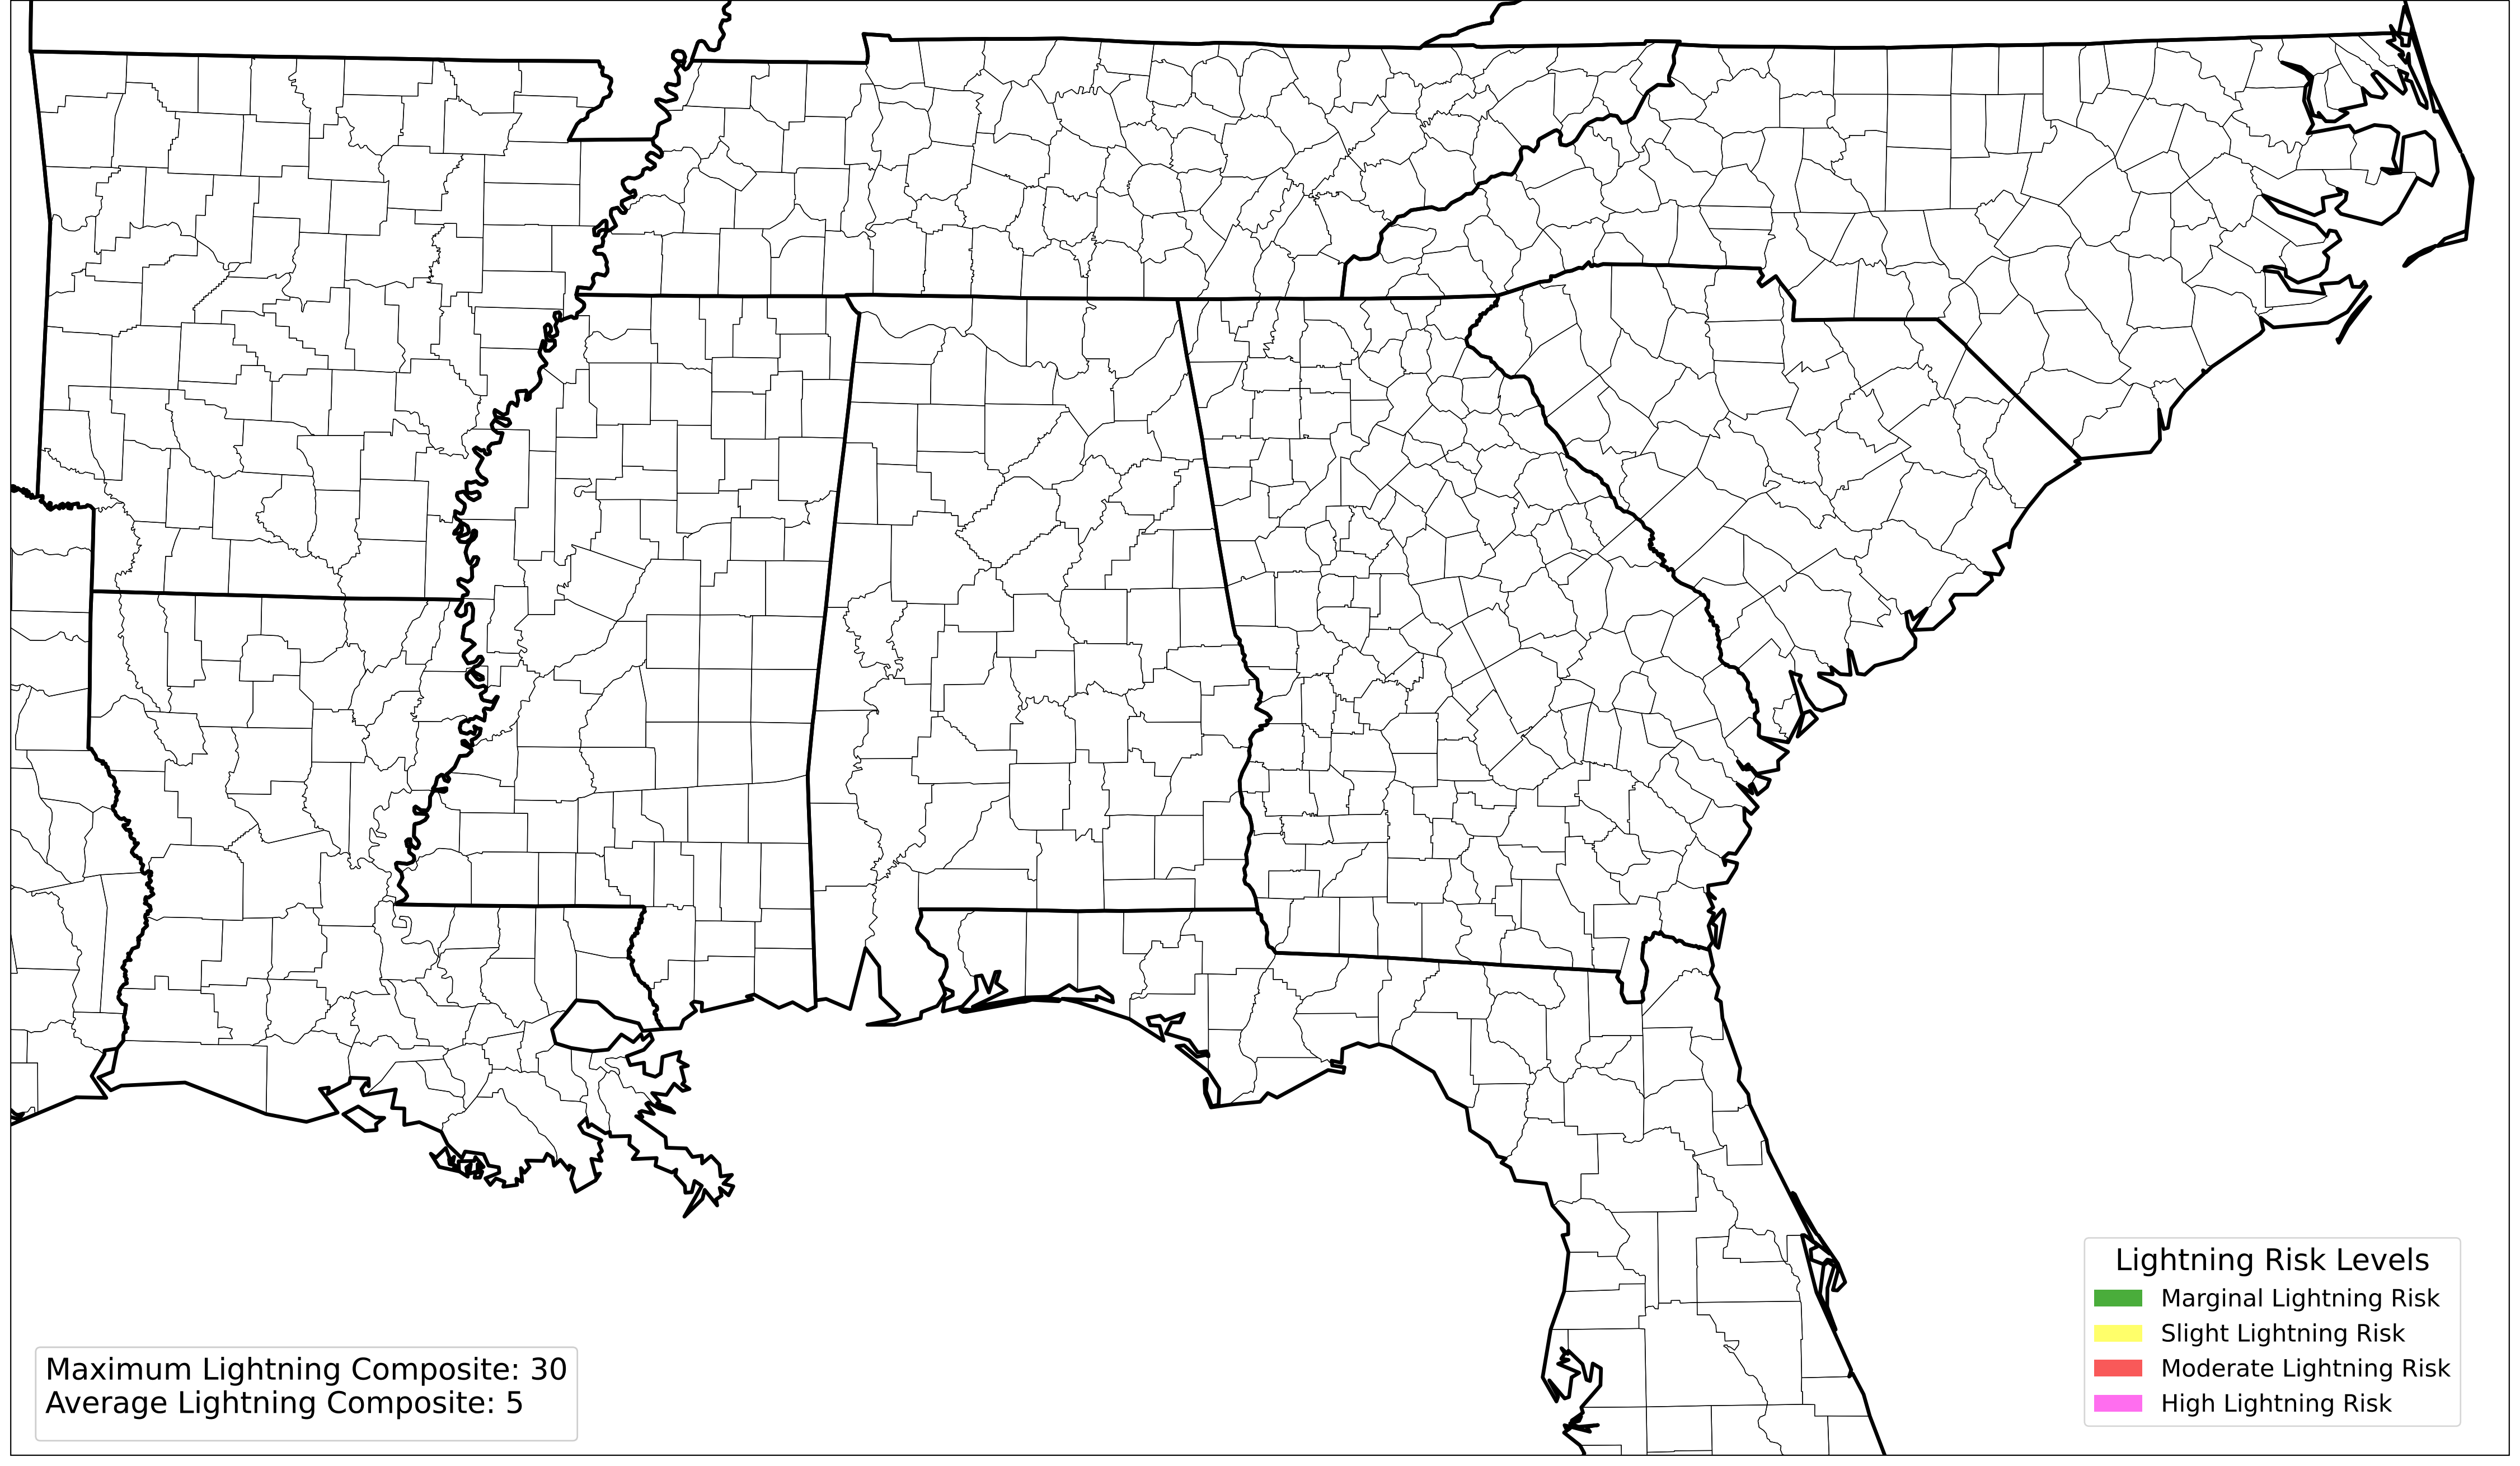 Maximum Lightning Composite: 30
Average Lightning Composite: 5
Lightning Risk Levels
Marginal Lightning Risk
Slight Lightning Risk
Moderate Lightning Risk
High Lightning Risk